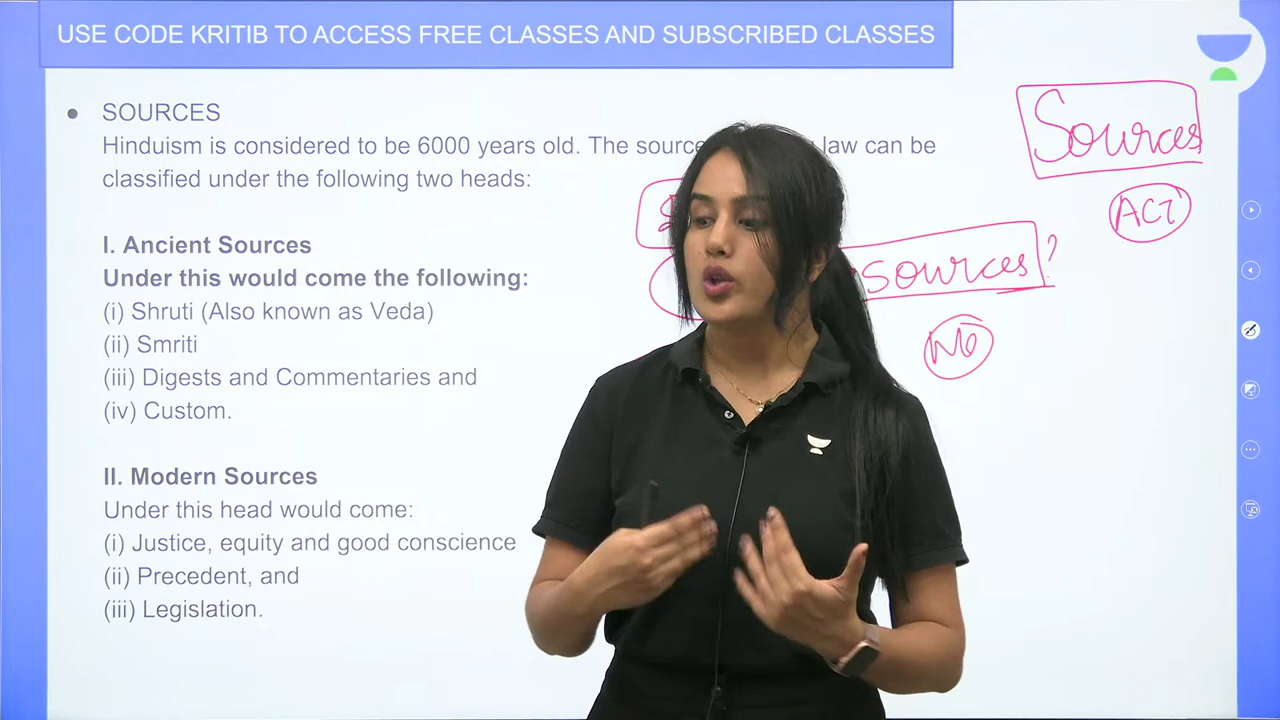 USE CODE KRITIB TO ACCESS FREE CLASSES AND SUBSCRIBED CLASSES
SOURCES
Hinduism is considered to be 6000 years old. The source law can be
classified under the following two heads:
I. Ancient Sources
Under this would come the following:
(i) Shruti (Also known as Veda)
(ii) Smriti
(iii) Digests and Commentaries and
(iv) Custom.
II. Modern Sources
Under this head would come:
(i) Justice, equity and good conscience
(ii) Precedent, and
(iii) Legislation.
Sources
ACT
sources?